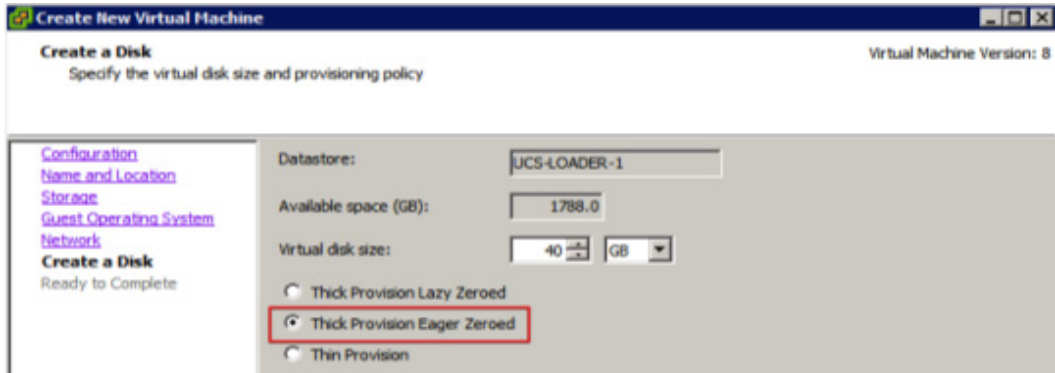 Create New Virtual Machine
Create a Disk
Virtual Machine Version: 8
Specify the virtual disk size and provisioning policy
Configuration
Name and Location
Storage
Guest Operating System
Network
Create a Disk
Ready to Complete
Datastore:
UCS-LOADER-1
Available space (GB):
1788.0
Virtual disk size:
40
GB
Thick Provision Lazy Zeroed
Thick Provision Eager Zeroed
Thin Provision